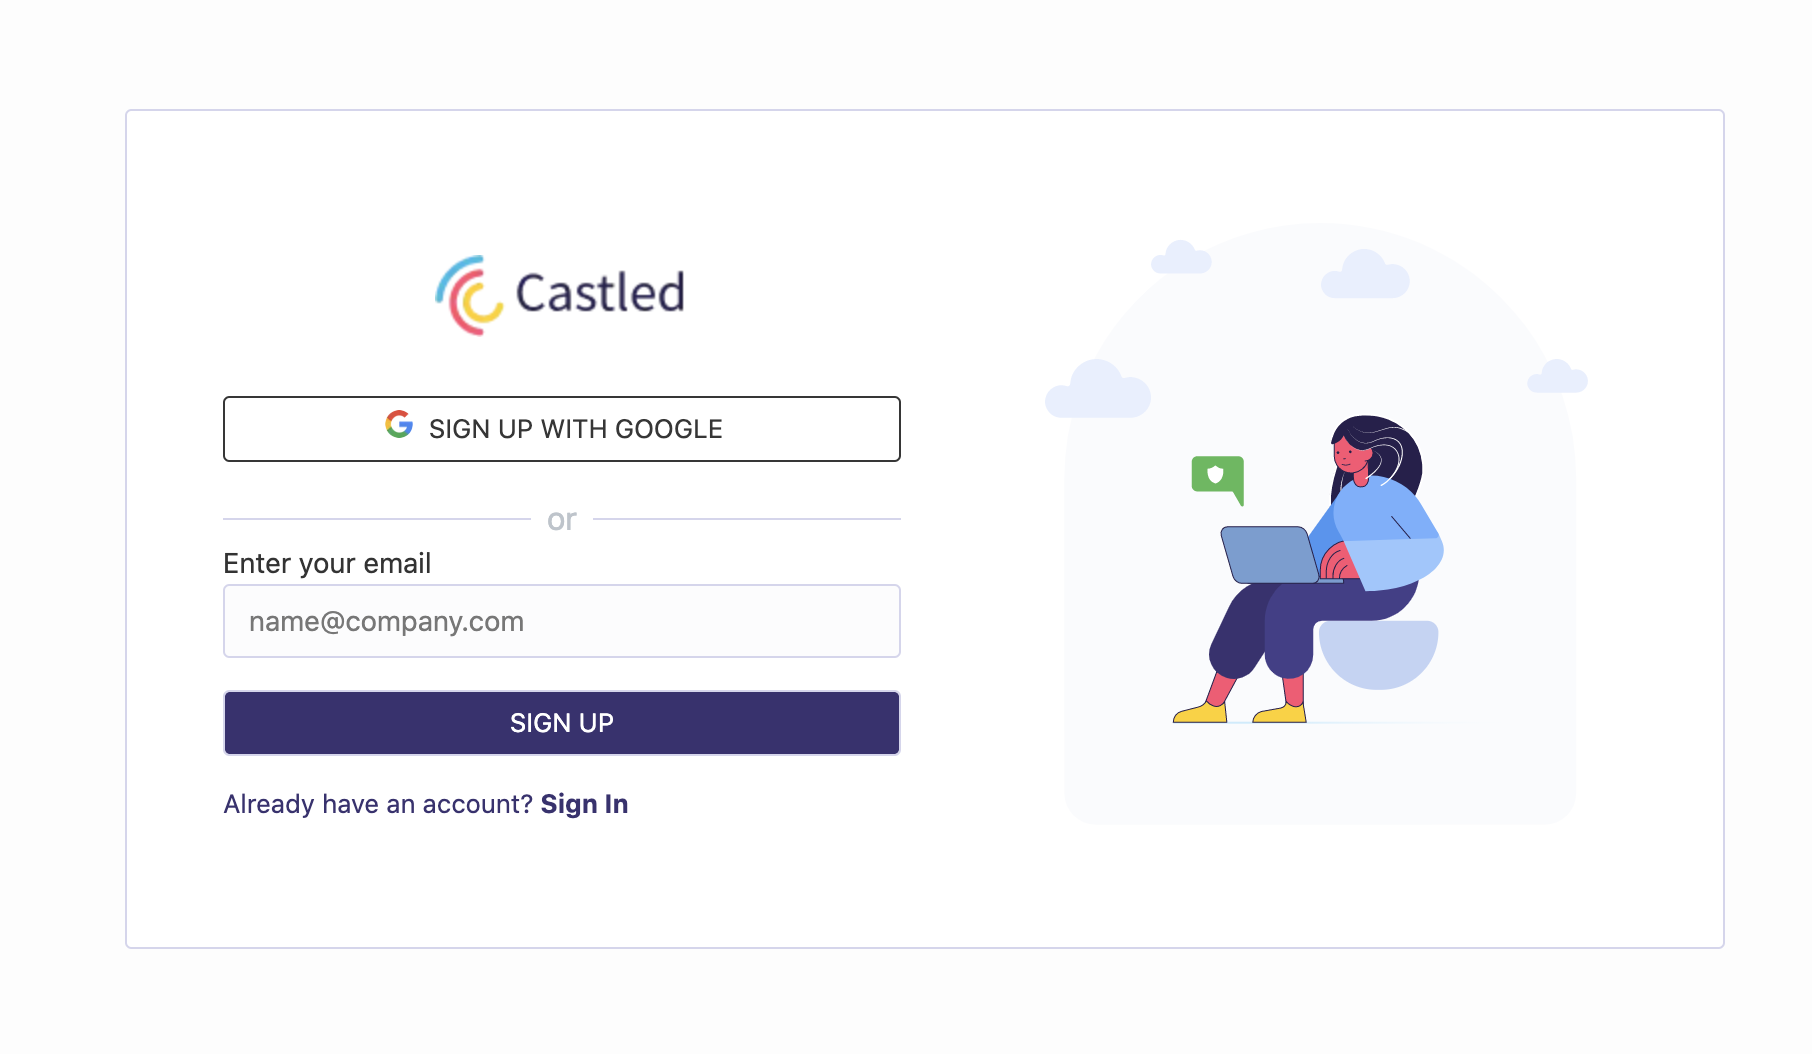 Castled
SIGN UP WITH GOOGLE
or
Enter your email
name@company.com
SIGN UP
Already have an account? Sign In